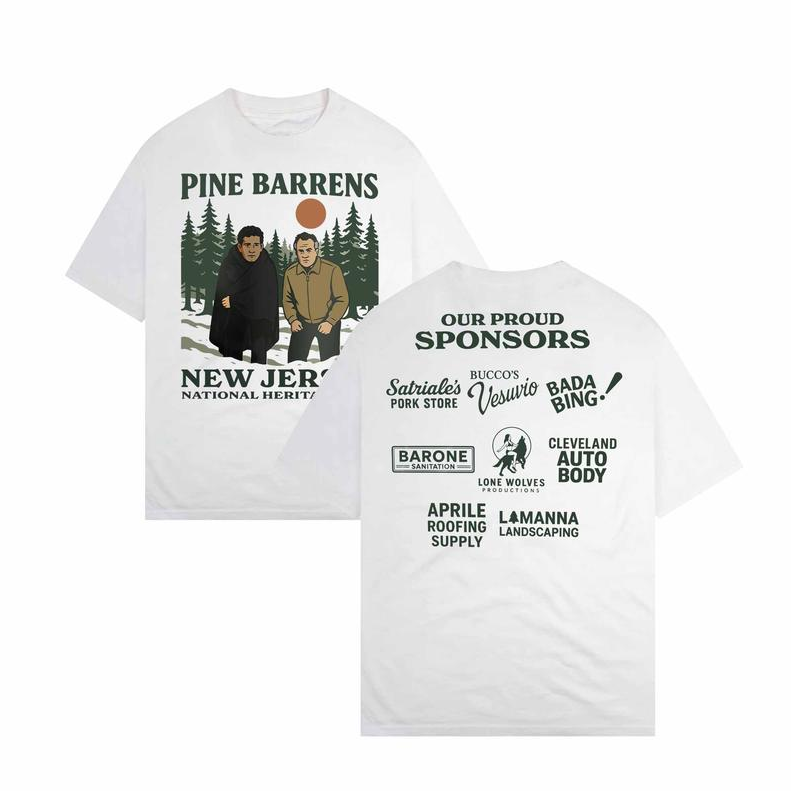 PINE BARRENS
NEW JERS
NATIONAL HERITA
OUR PROUD
SPONSORS
Satriale's
PORK STORE
BUCCO'S
Vesuvio
BADA
BING!
BARONE
SANITATION
LONE WOLVES
PRODUCTIONS
CLEVELAND
AUTO
BODY
APRILE
ROOFING
SUPPLY
LAMANNA
LANDSCAPING